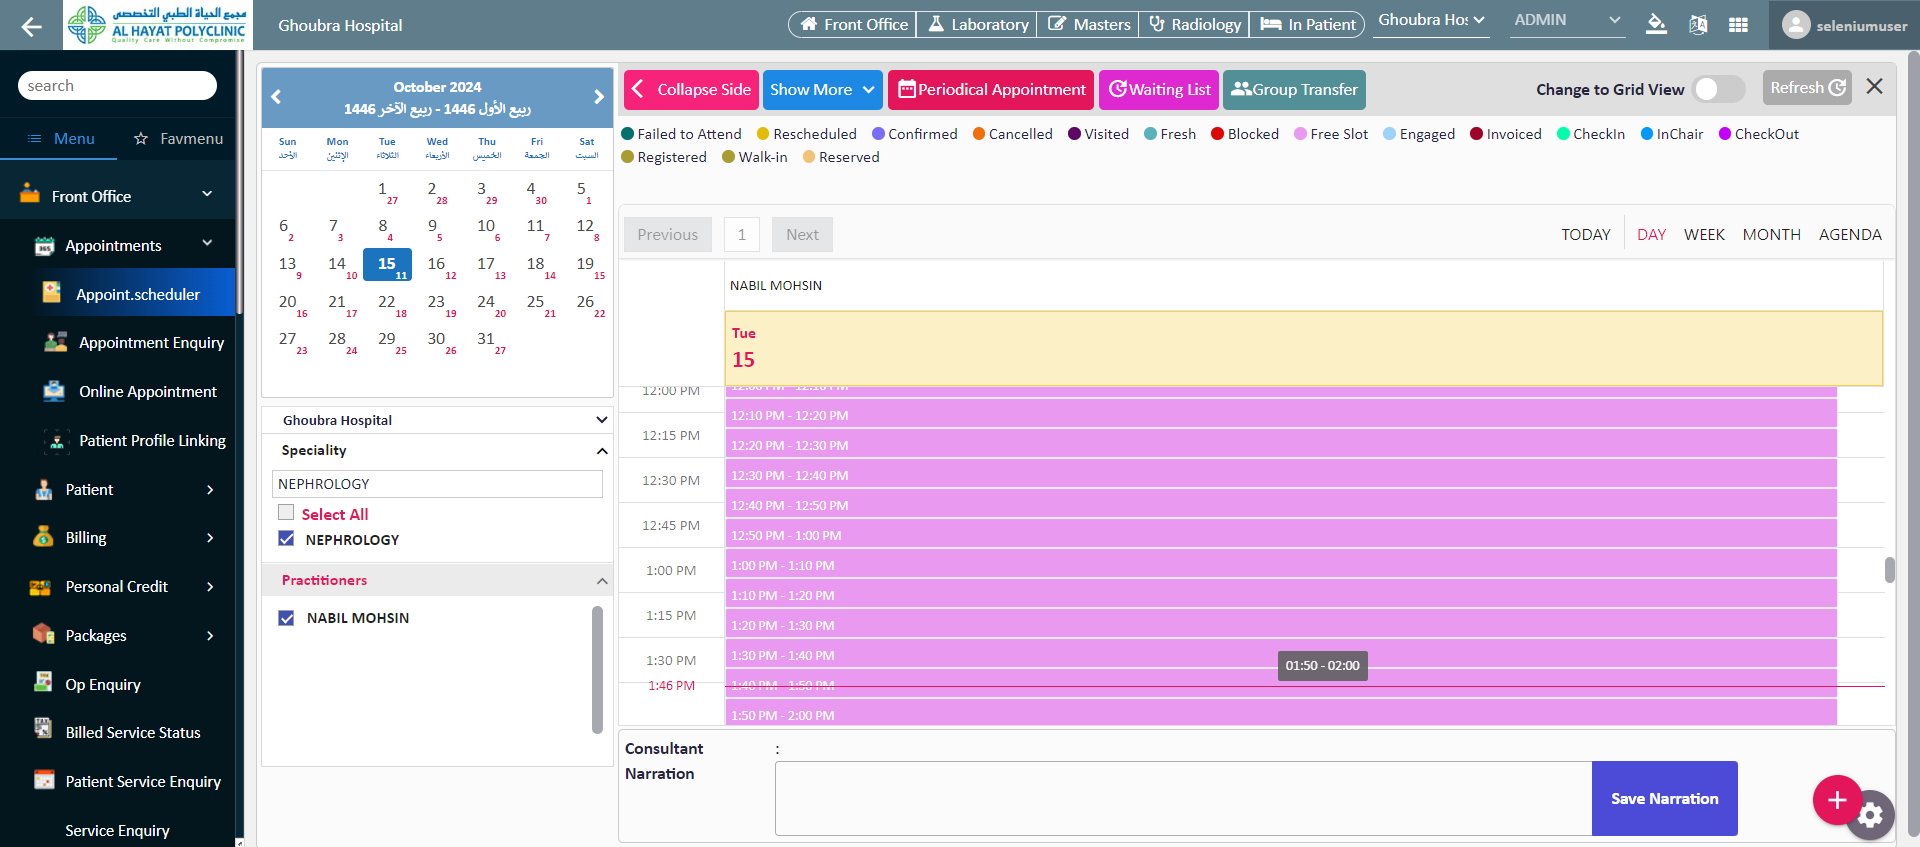 مجمع الحياة الطبي التخصصي
AL HAYAT POLYCLINIC
Quality Care Without Compromise
Ghoubra Hospital
Front Office
Laboratory
Masters
Radiology
In Patient
Ghoubra Hos
ADMIN
seleniumuser
search
Menu
Favmenu
Front Office
Appointments
Appoint.scheduler
Appointment Enquiry
Online Appointment
Patient Profile Linking
Patient
Billing
Personal Credit
Packages
Op Enquiry
Billed Service Status
Patient Service Enquiry
Service Enquiry
October 2024
ربيع الأول 1446 - ربيع الآخر 1446
Sun Mon Tue Wed Thu Fri Sat
الأحد الإثنين الثلاثاء الأربعاء الخميس الجمعة السبت
1 2 3 4 5
27 28 29 30 1
6 7 8 9 10 11 12
2 3 4 5 6 7 8
13 14 15 16 17 18 19
9 10 11 12 13 14 15
20 21 22 23 24 25 26
16 17 18 19 20 21 22
27 28 29 30 31
23 24 25 26 27
Ghoubra Hospital
Speciality
NEPHROLOGY
Select All
NEPHROLOGY
Practitioners
NABIL MOHSIN
Collapse Side
Show More
Periodical Appointment
Waiting List
Group Transfer
Change to Grid View
Refresh
Failed to Attend Rescheduled Confirmed Cancelled Visited Fresh Blocked Free Slot Engaged Invoiced CheckIn InChair CheckOut
Registered Walk-in Reserved
Previous 1 Next
TODAY DAY WEEK MONTH AGENDA
NABIL MOHSIN
Tue
15
12:00 PM
12:00 PM - 12:10 PM
12:10 PM - 12:20 PM
12:15 PM
12:20 PM - 12:30 PM
12:30 PM
12:30 PM - 12:40 PM
12:40 PM - 12:50 PM
12:45 PM
12:50 PM - 1:00 PM
1:00 PM
1:00 PM - 1:10 PM
1:10 PM - 1:20 PM
1:15 PM
1:20 PM - 1:30 PM
1:30 PM
1:30 PM - 1:40 PM
01:50 - 02:00
1:46 PM
1:40 PM - 1:50 PM
1:50 PM - 2:00 PM
Consultant :
Narration
Save Narration